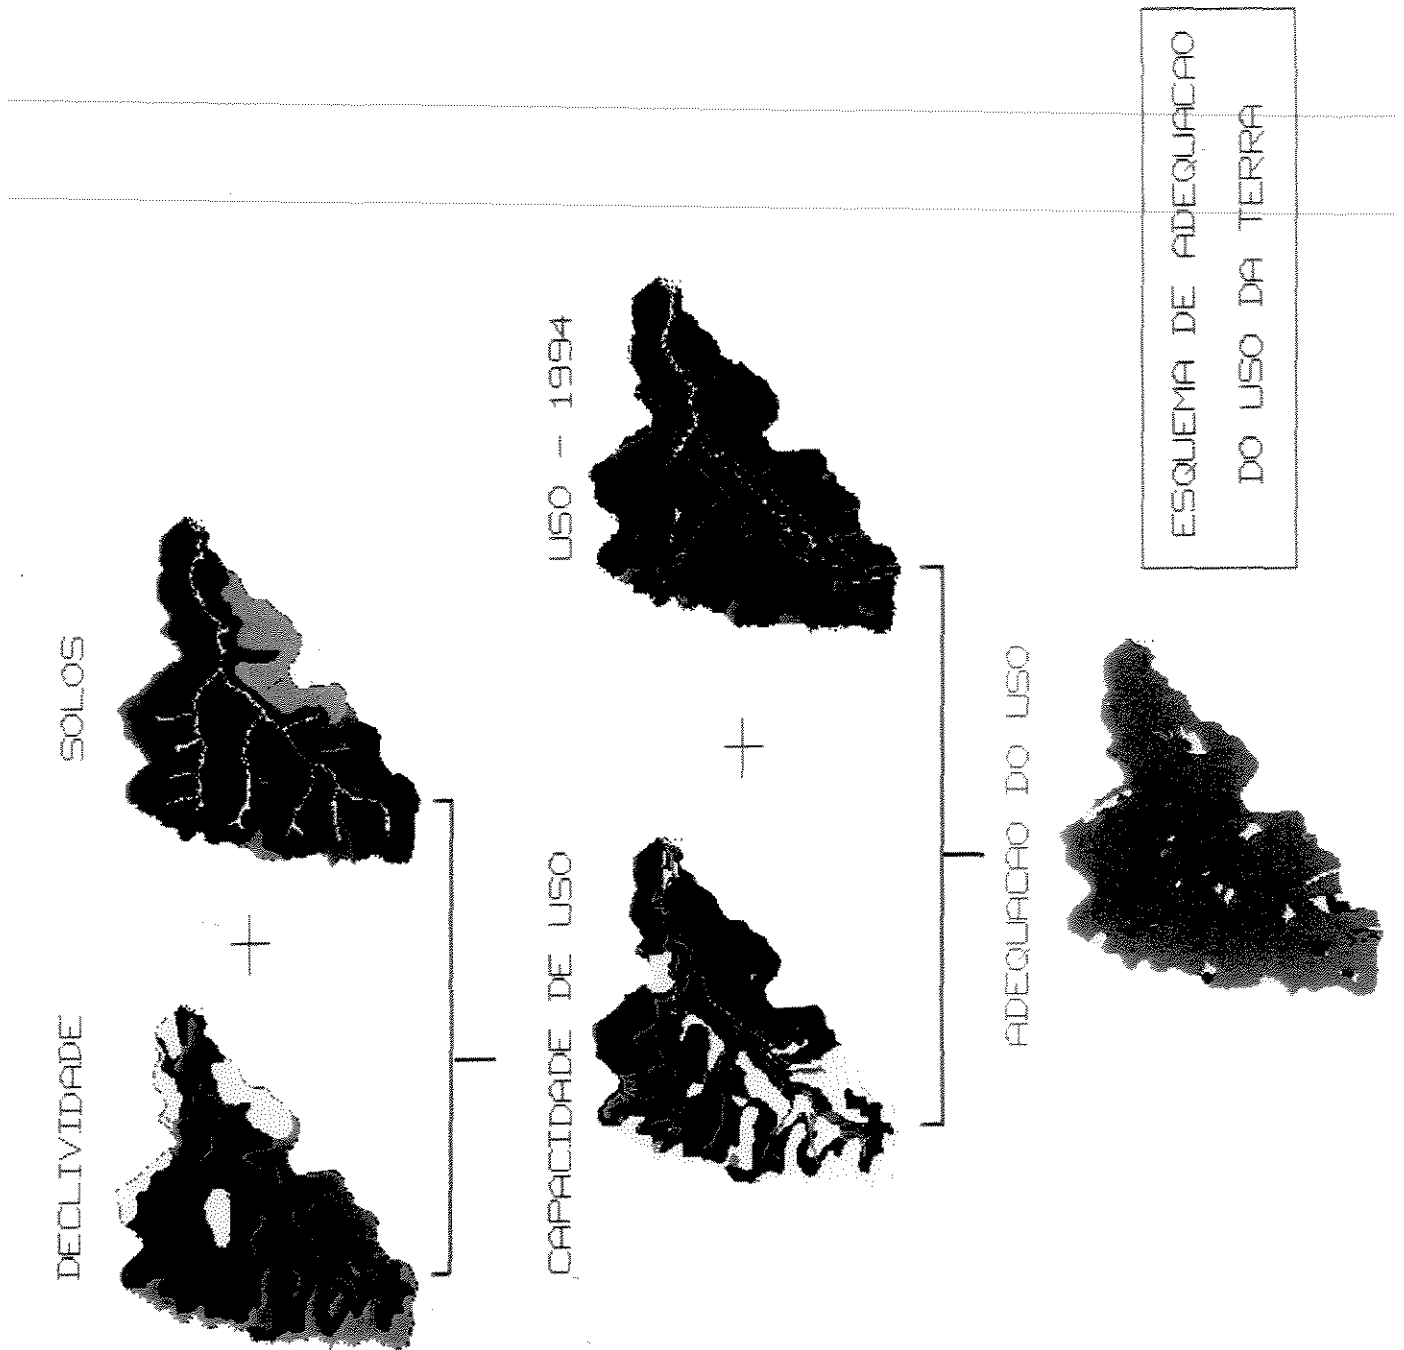 DECLIVIDADE
SOLOS
CAPACIDADE DE USO
USO - 1994
ADEQUACAO DO USO
ESQUEMA DE ADEQUACAO
DO USO DA TERRA